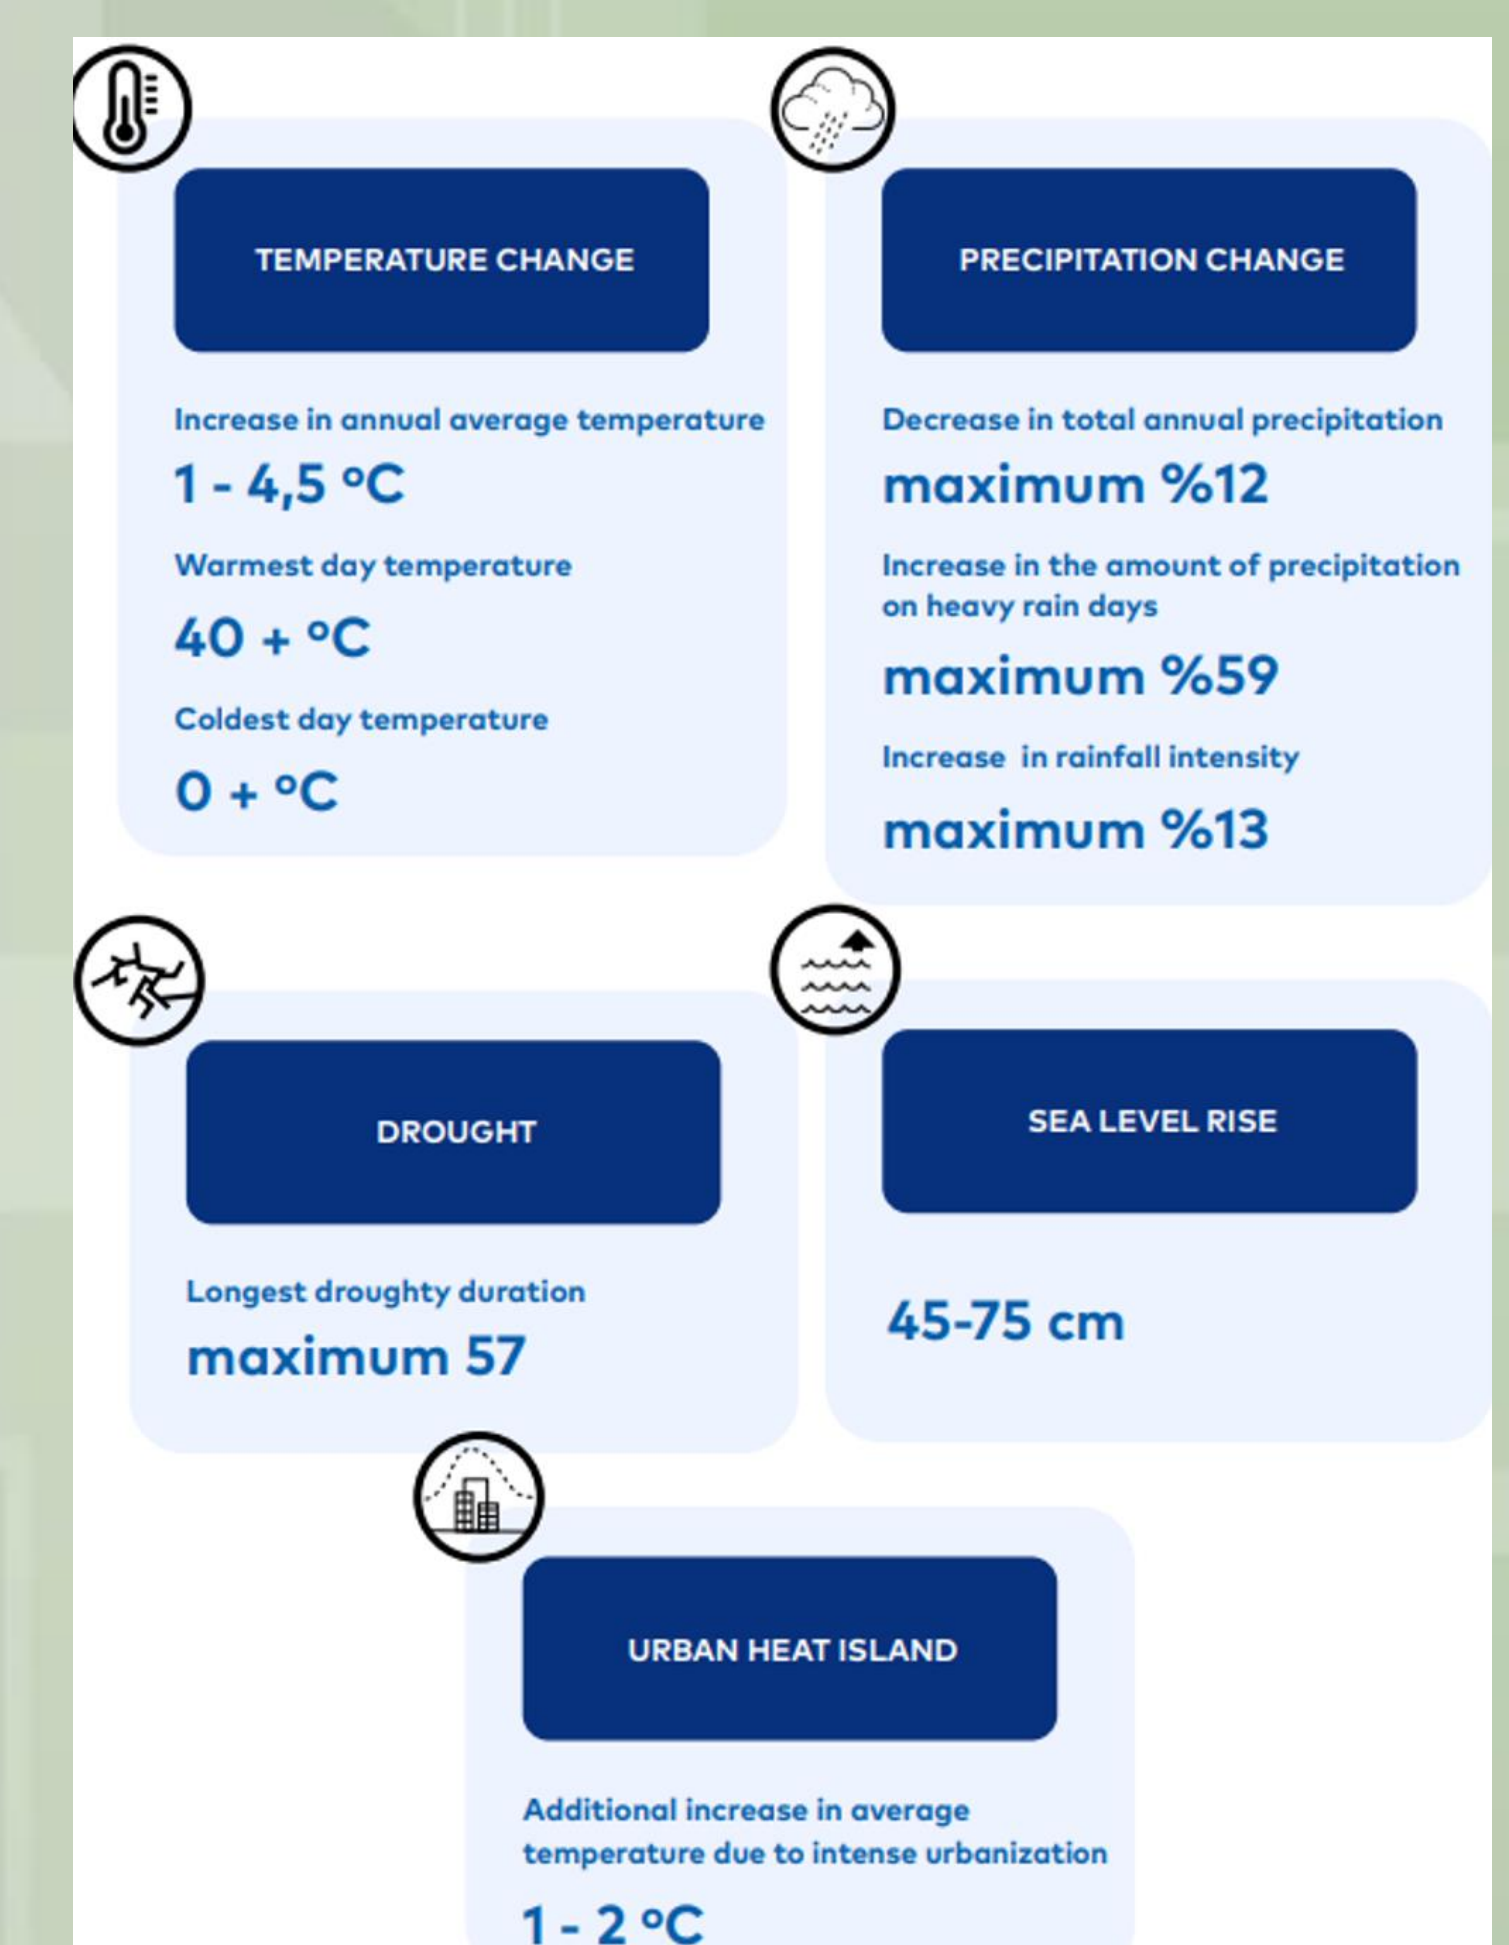 TEMPERATURE CHANGE
Increase in annual average temperature
1 - 4,5 °C
Warmest day temperature
40 + °C
Coldest day temperature
0 + °C
PRECIPITATION CHANGE
Decrease in total annual precipitation
maximum %12
Increase in the amount of precipitation
on heavy rain days
maximum %59
Increase in rainfall intensity
maximum %13
DROUGHT
Longest droughty duration
maximum 57
SEA LEVEL RISE
45-75 cm
URBAN HEAT ISLAND
Additional increase in average
temperature due to intense urbanization
1 - 2 °C